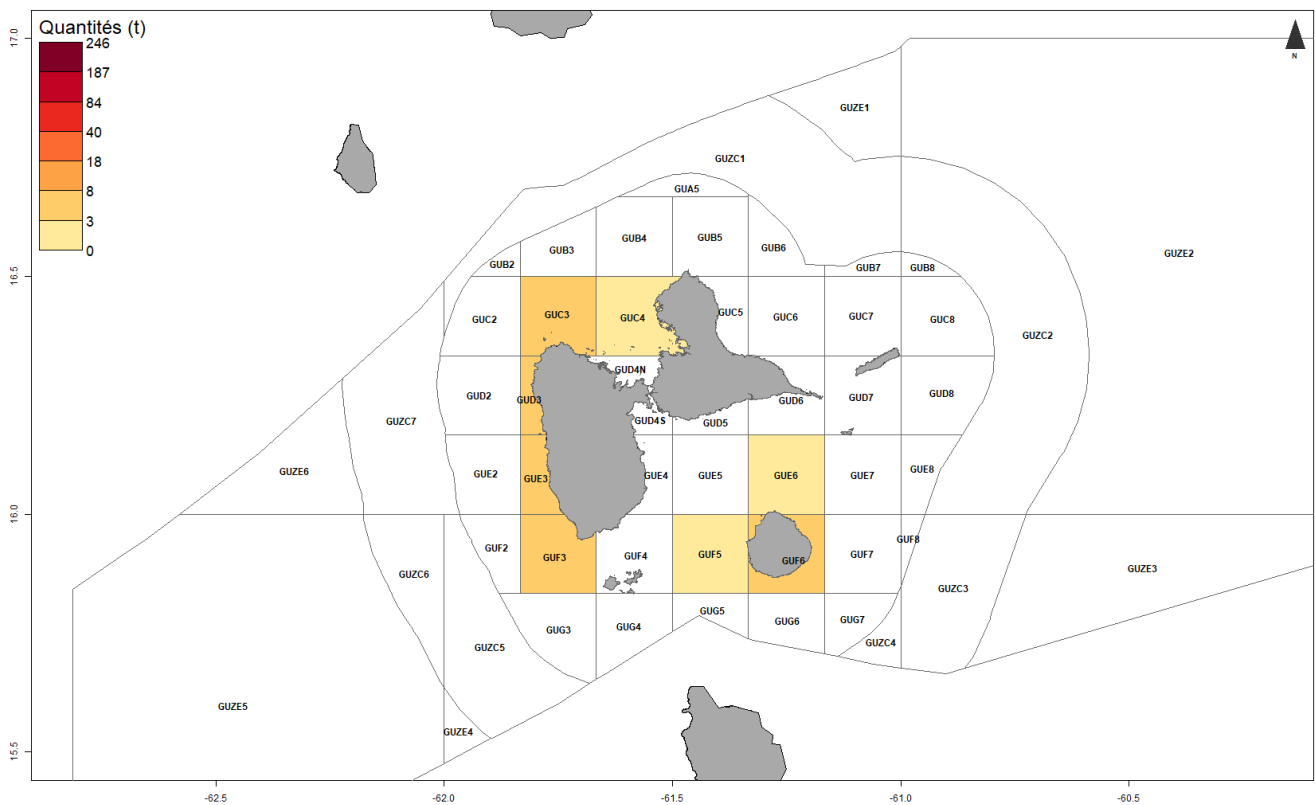 Quantités (t)
246
187
84
40
18
8
3
0
N
17.0
16.5
16.0
15.5
-62.5
-62.0
-61.5
-61.0
-60.5
GUZE1
GUZC1
GUA5
GUB2
GUB3
GUB4
GUB5
GUB6
GUB7
GUB8
GUZE2
GUC2
GUC3
GUC4
GUC5
GUC6
GUC7
GUC8
GUZC2
GUD4N
GUD2
GUD3
GUD4S
GUD5
GUD6
GUD7
GUD8
GUZC7
GUZE6
GUE2
GUE3
GUE4
GUE5
GUE6
GUE7
GUE8
GUF2
GUF3
GUF4
GUF5
GUF6
GUF7
GUF8
GUZC6
GUZC3
GUZE3
GUG3
GUG4
GUG5
GUG6
GUG7
GUZC4
GUZC5
GUZE5
GUZE4